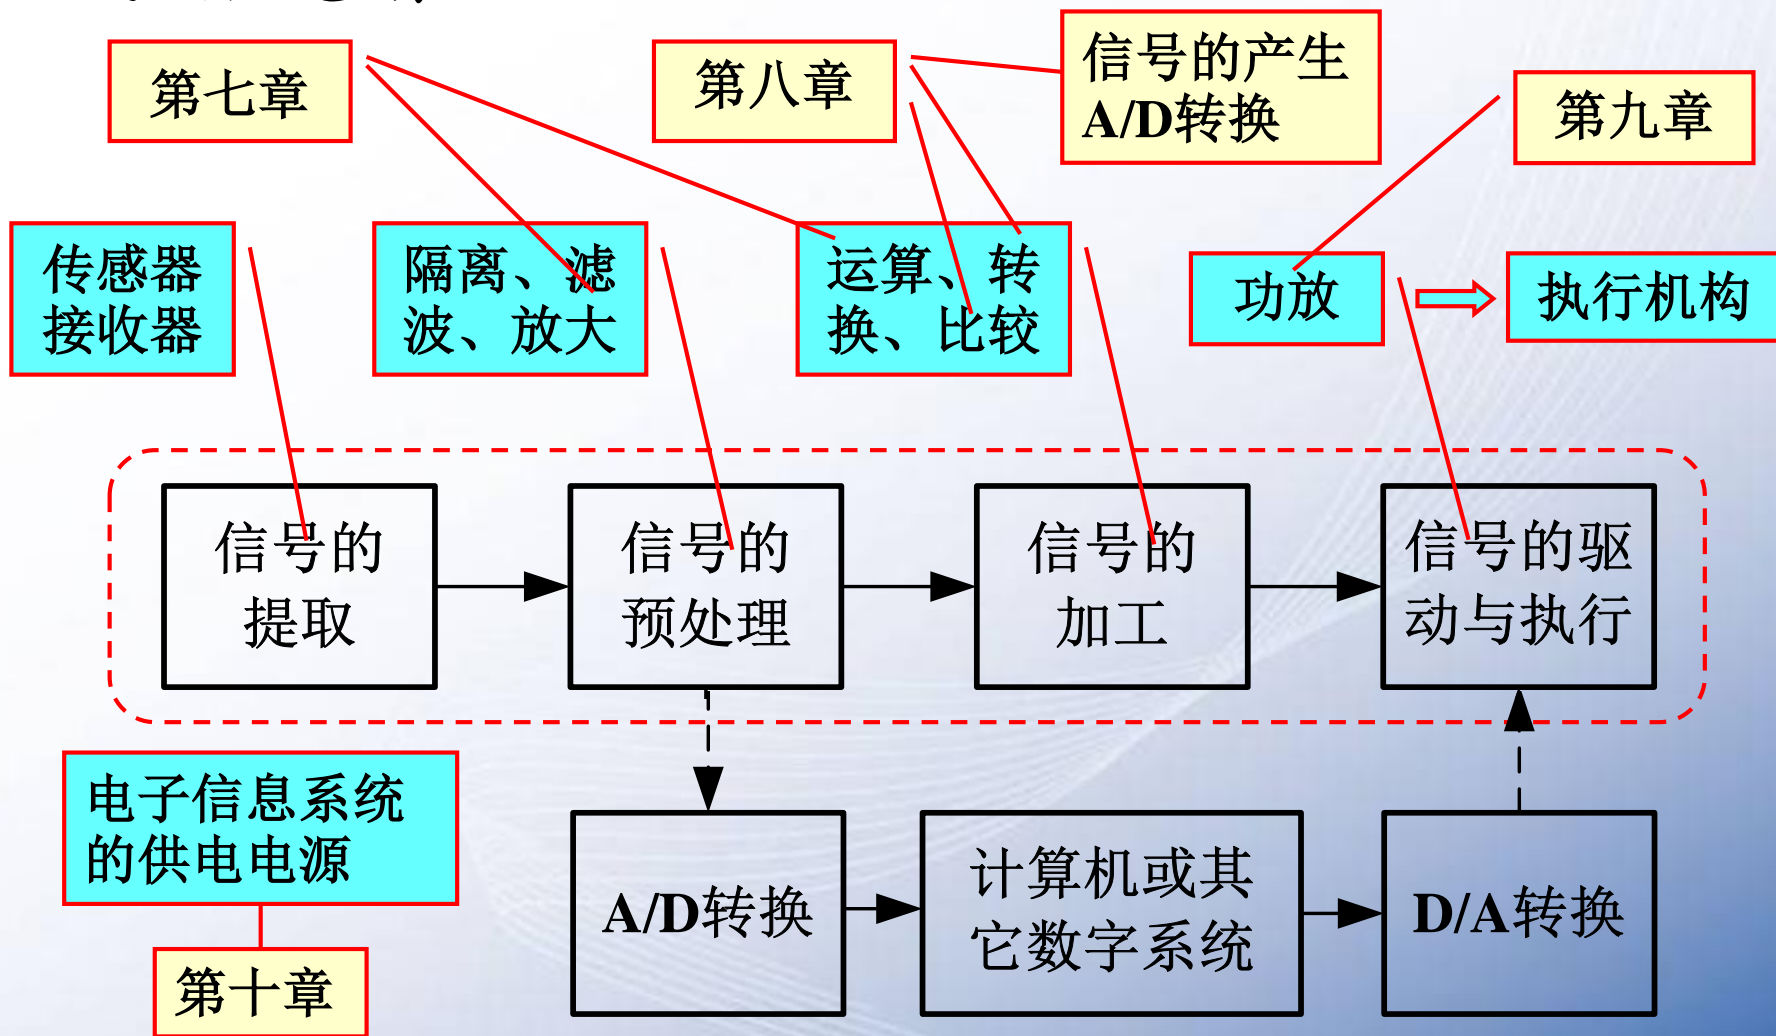 第七章
第八章
信号的产生
A/D转换
第九章
传感器
接收器
隔离、滤
波、放大
运算、转
换、比较
功放
执行机构
信号的
提取
信号的
预处理
信号的
加工
信号的驱
动与执行
电子信息系统
的供电电源
第十章
A/D转换
计算机或其
它数字系统
D/A转换